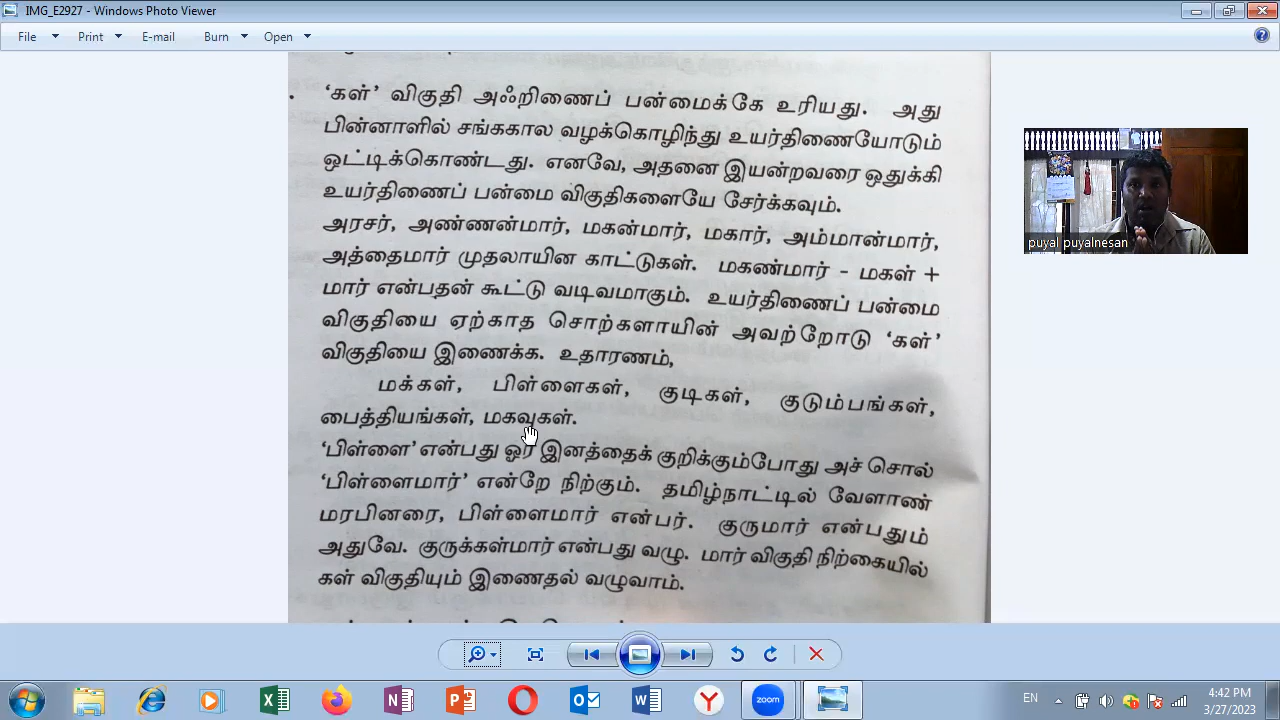 IMG_E2927 - Windows Photo Viewer
File Print E-mail Burn Open
‘கள்’ விகுதி அஃறிணைப் பன்மைக்கே உரியது. அது
பின்னாளில் சங்ககால வழக்கொழிந்து உயர்திணையோடும்
ஒட்டிக்கொண்டது. எனவே, அதனை இயன்றவரை ஒதுக்கி
உயர்திணைப் பன்மை விகுதிகளையே சேர்க்கவும்.
அரசர், அண்ணன்மார், மகன்மார், மகார், அம்மான்மார்,
அத்தைமார் முதலாயின காட்டுகள். மகண்மார் - மகள் +
மார் என்பதன் கூட்டு வடிவமாகும். உயர்திணைப் பன்மை
விகுதியை ஏற்காத சொற்களாயின் அவற்றோடு ‘கள்’
விகுதியை இணைக்க. உதாரணம்,
மக்கள், பிள்ளைகள், குடிகள், குடும்பங்கள்,
பைத்தியங்கள், மகவுகள்.
‘பிள்ளை’ என்பது ஓர் இனத்தைக் குறிக்கும்போது அச் சொல்
‘பிள்ளைமார்’ என்றே நிற்கும். தமிழ்நாட்டில் வேளாண்
மரபினரை, பிள்ளைமார் என்பர். குருமார் என்பதும்
அதுவே. குருக்கள்மார் என்பது வழு. மார் விகுதி நிற்கையில்
கள் விகுதியும் இணைதல் வழுவாம்.
puyal puyalnesan
zoom
EN
4:42 PM
3/27/2023